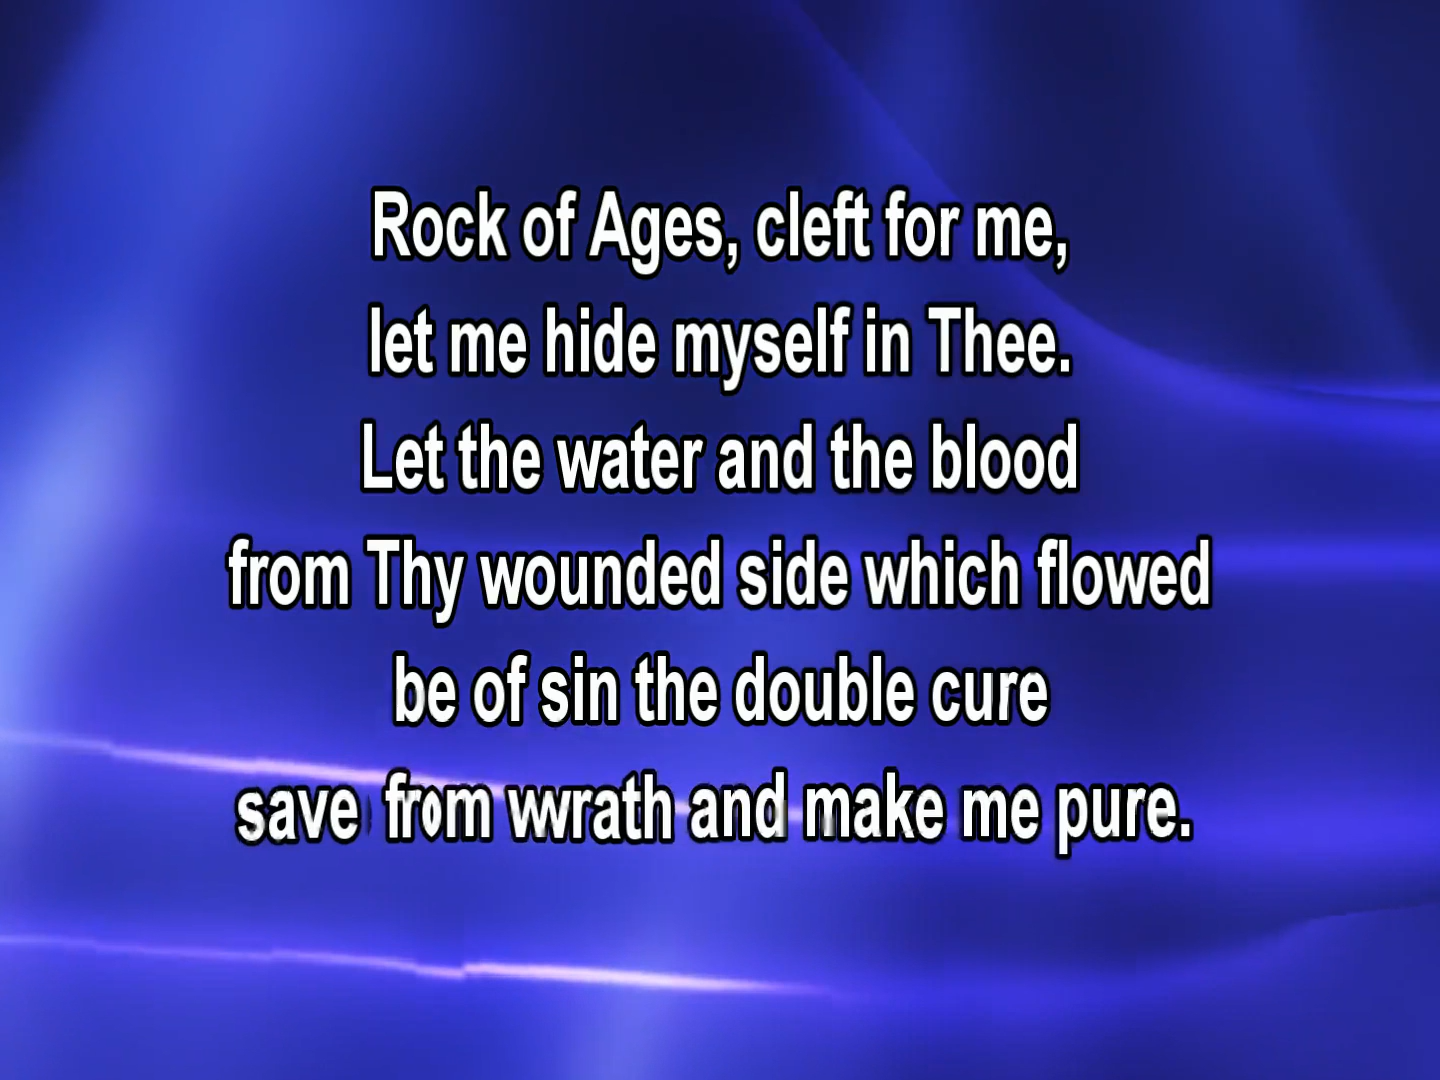 Rock of Ages, cleft for me,
let me hide myself in Thee.
Let the water and the blood
from Thy wounded side which flowed
be of sin the double cure
save from wrath and make me pure.